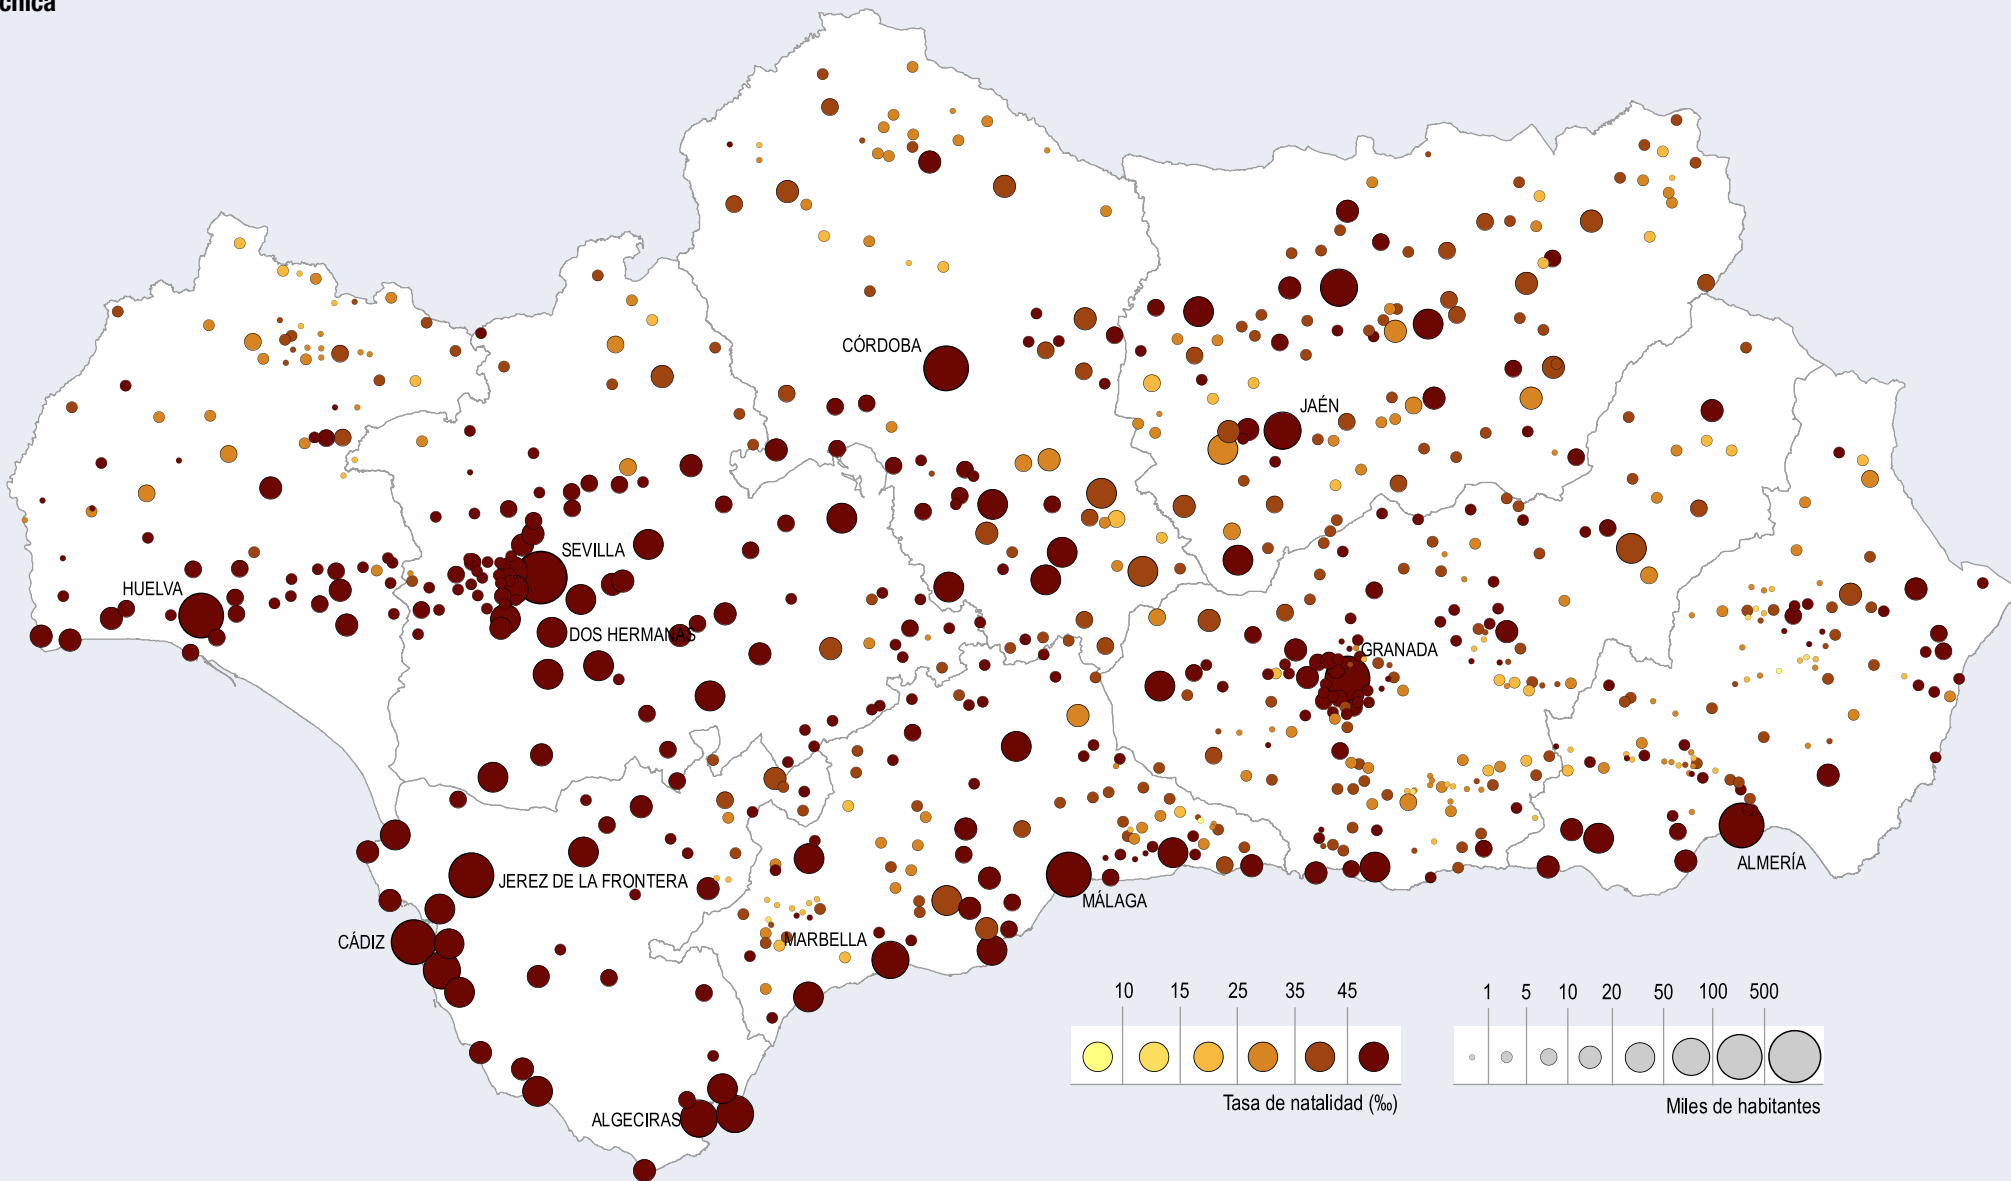 CÓRDOBA
JAÉN
SEVILLA
HUELVA
DOS HERMANAS
GRANADA
ALMERÍA
JEREZ DE LA FRONTERA
MÁLAGA
CÁDIZ
MARBELLA
ALGECIRAS
10 15 25 35 45
Tasa de natalidad (‰)
1 5 10 20 50 100 500
Miles de habitantes